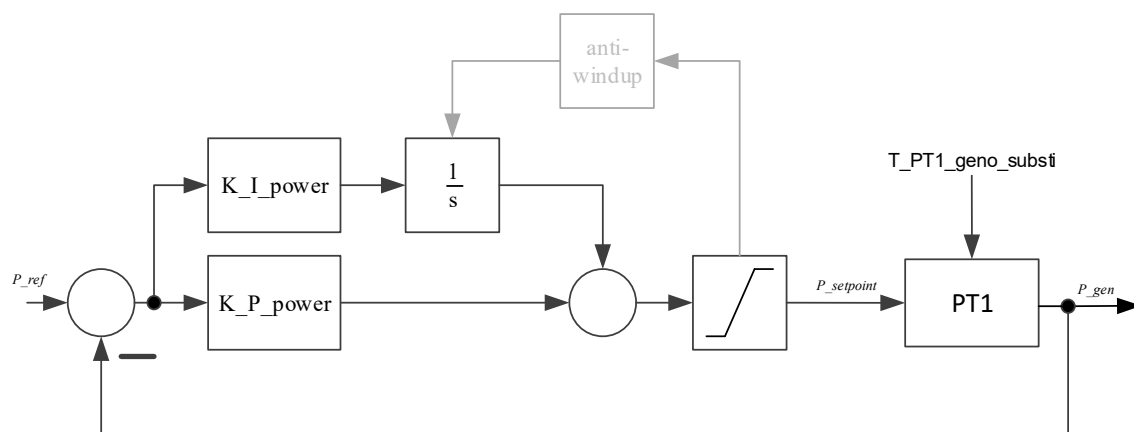 anti-
windup
T_PT1_geno_substi
K_I_power
1
s
P_ref
K_P_power
P_setpoint
PT1
P_gen